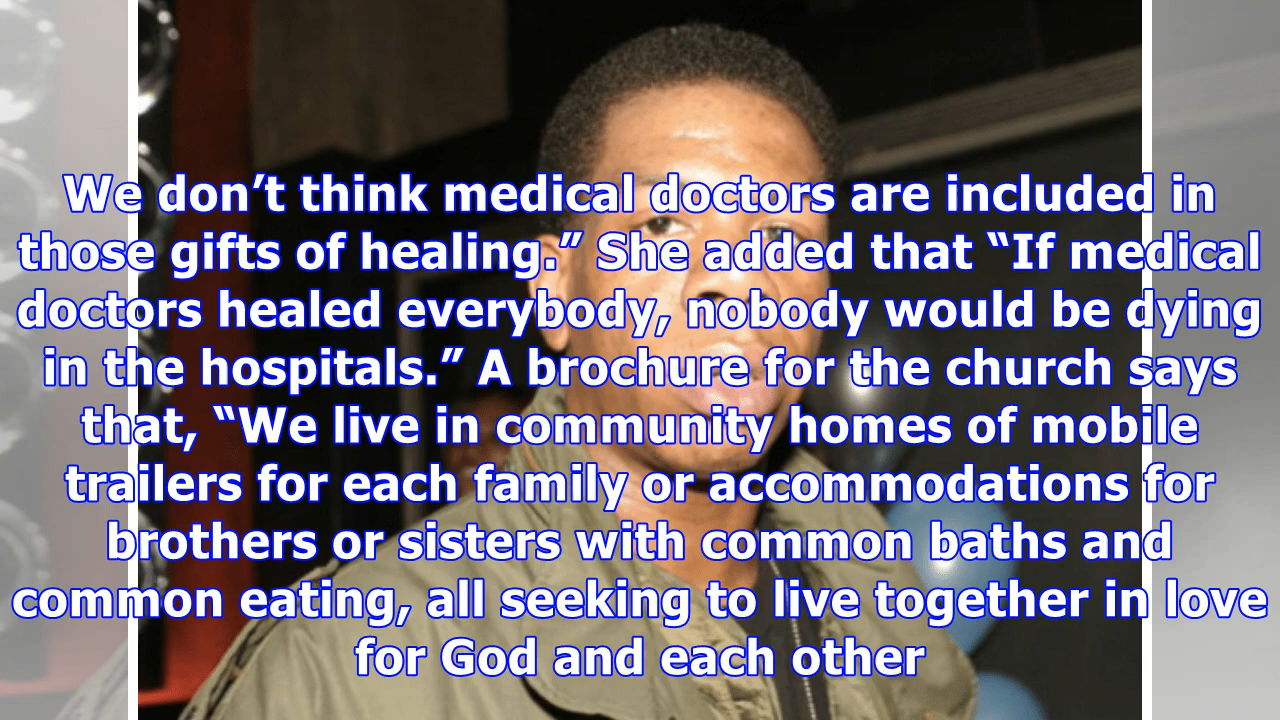 We don’t think medical doctors are included in
those gifts of healing.” She added that “If medical
doctors healed everybody, nobody would be dying
in the hospitals.” A brochure for the church says
that, “We live in community homes of mobile
trailers for each family or accommodations for
brothers or sisters with common baths and
common eating, all seeking to live together in love
for God and each other